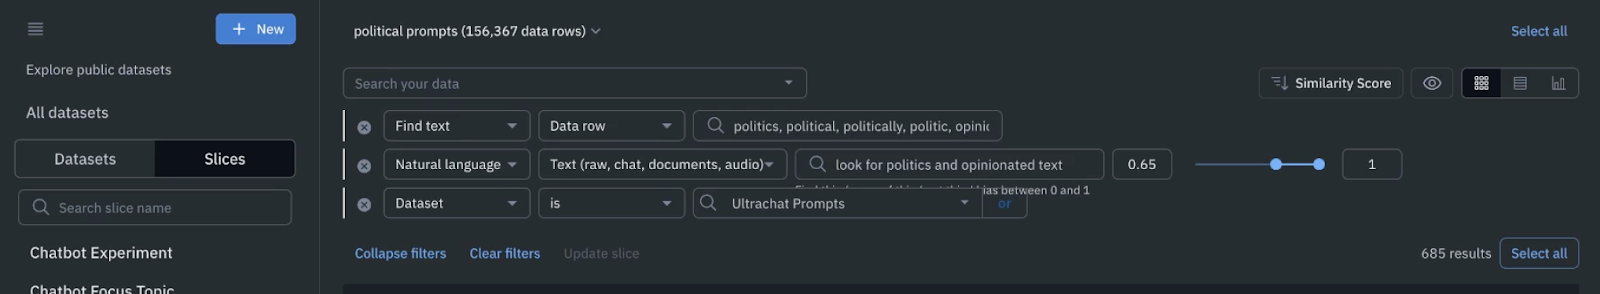 New
Explore public datasets
All datasets
Datasets Slices
Search slice name
Chatbot Experiment
Chatbot Focus Topic
political prompts (156,367 data rows)
Select all
Search your data
Similarity Score
Find text Data row politics, political, politically, politic, opinic
Natural language Text (raw, chat, documents, audio) look for politics and opinionated text 0.65 1
has between 0 and 1
Dataset is Ultrachat Prompts or
Collapse filters Clear filters Update slice
685 results Select all